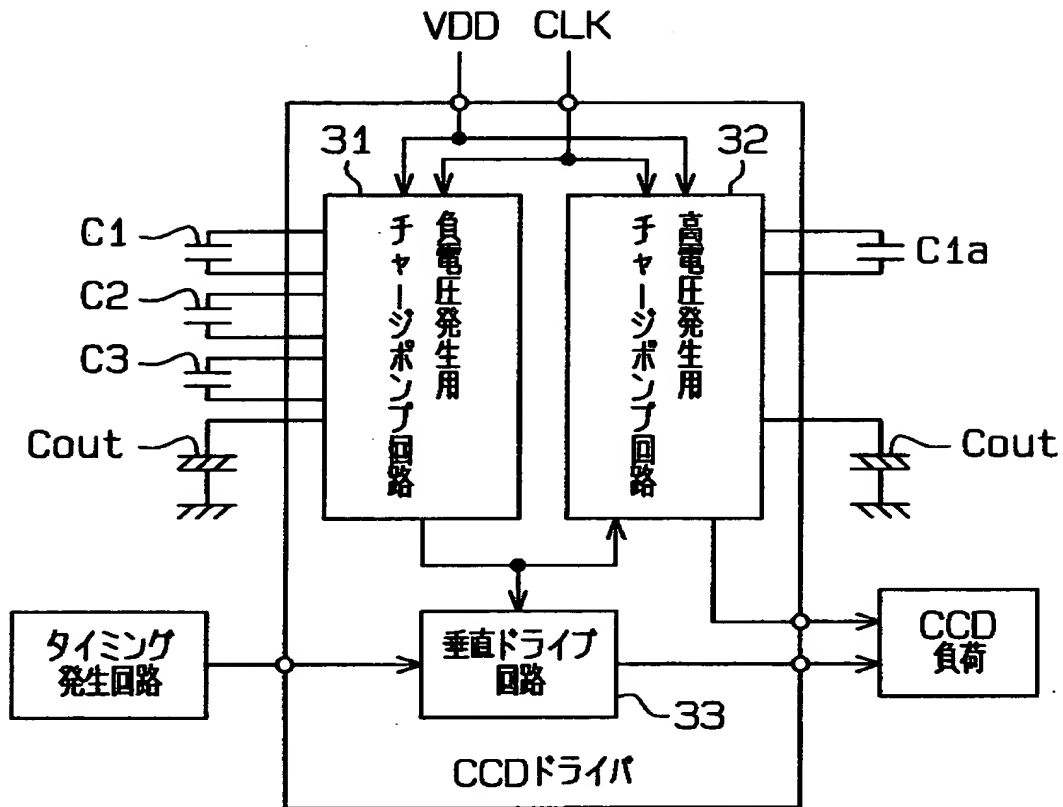 VDD CLK
31
32
C1
C2
C3
Cout
負電圧発生用
チャージポンプ回路
高電圧発生用
チャージポンプ回路
C1a
Cout
タイミング
発生回路
垂直ドライブ
回路
33
CCD
負荷
CCDドライバ